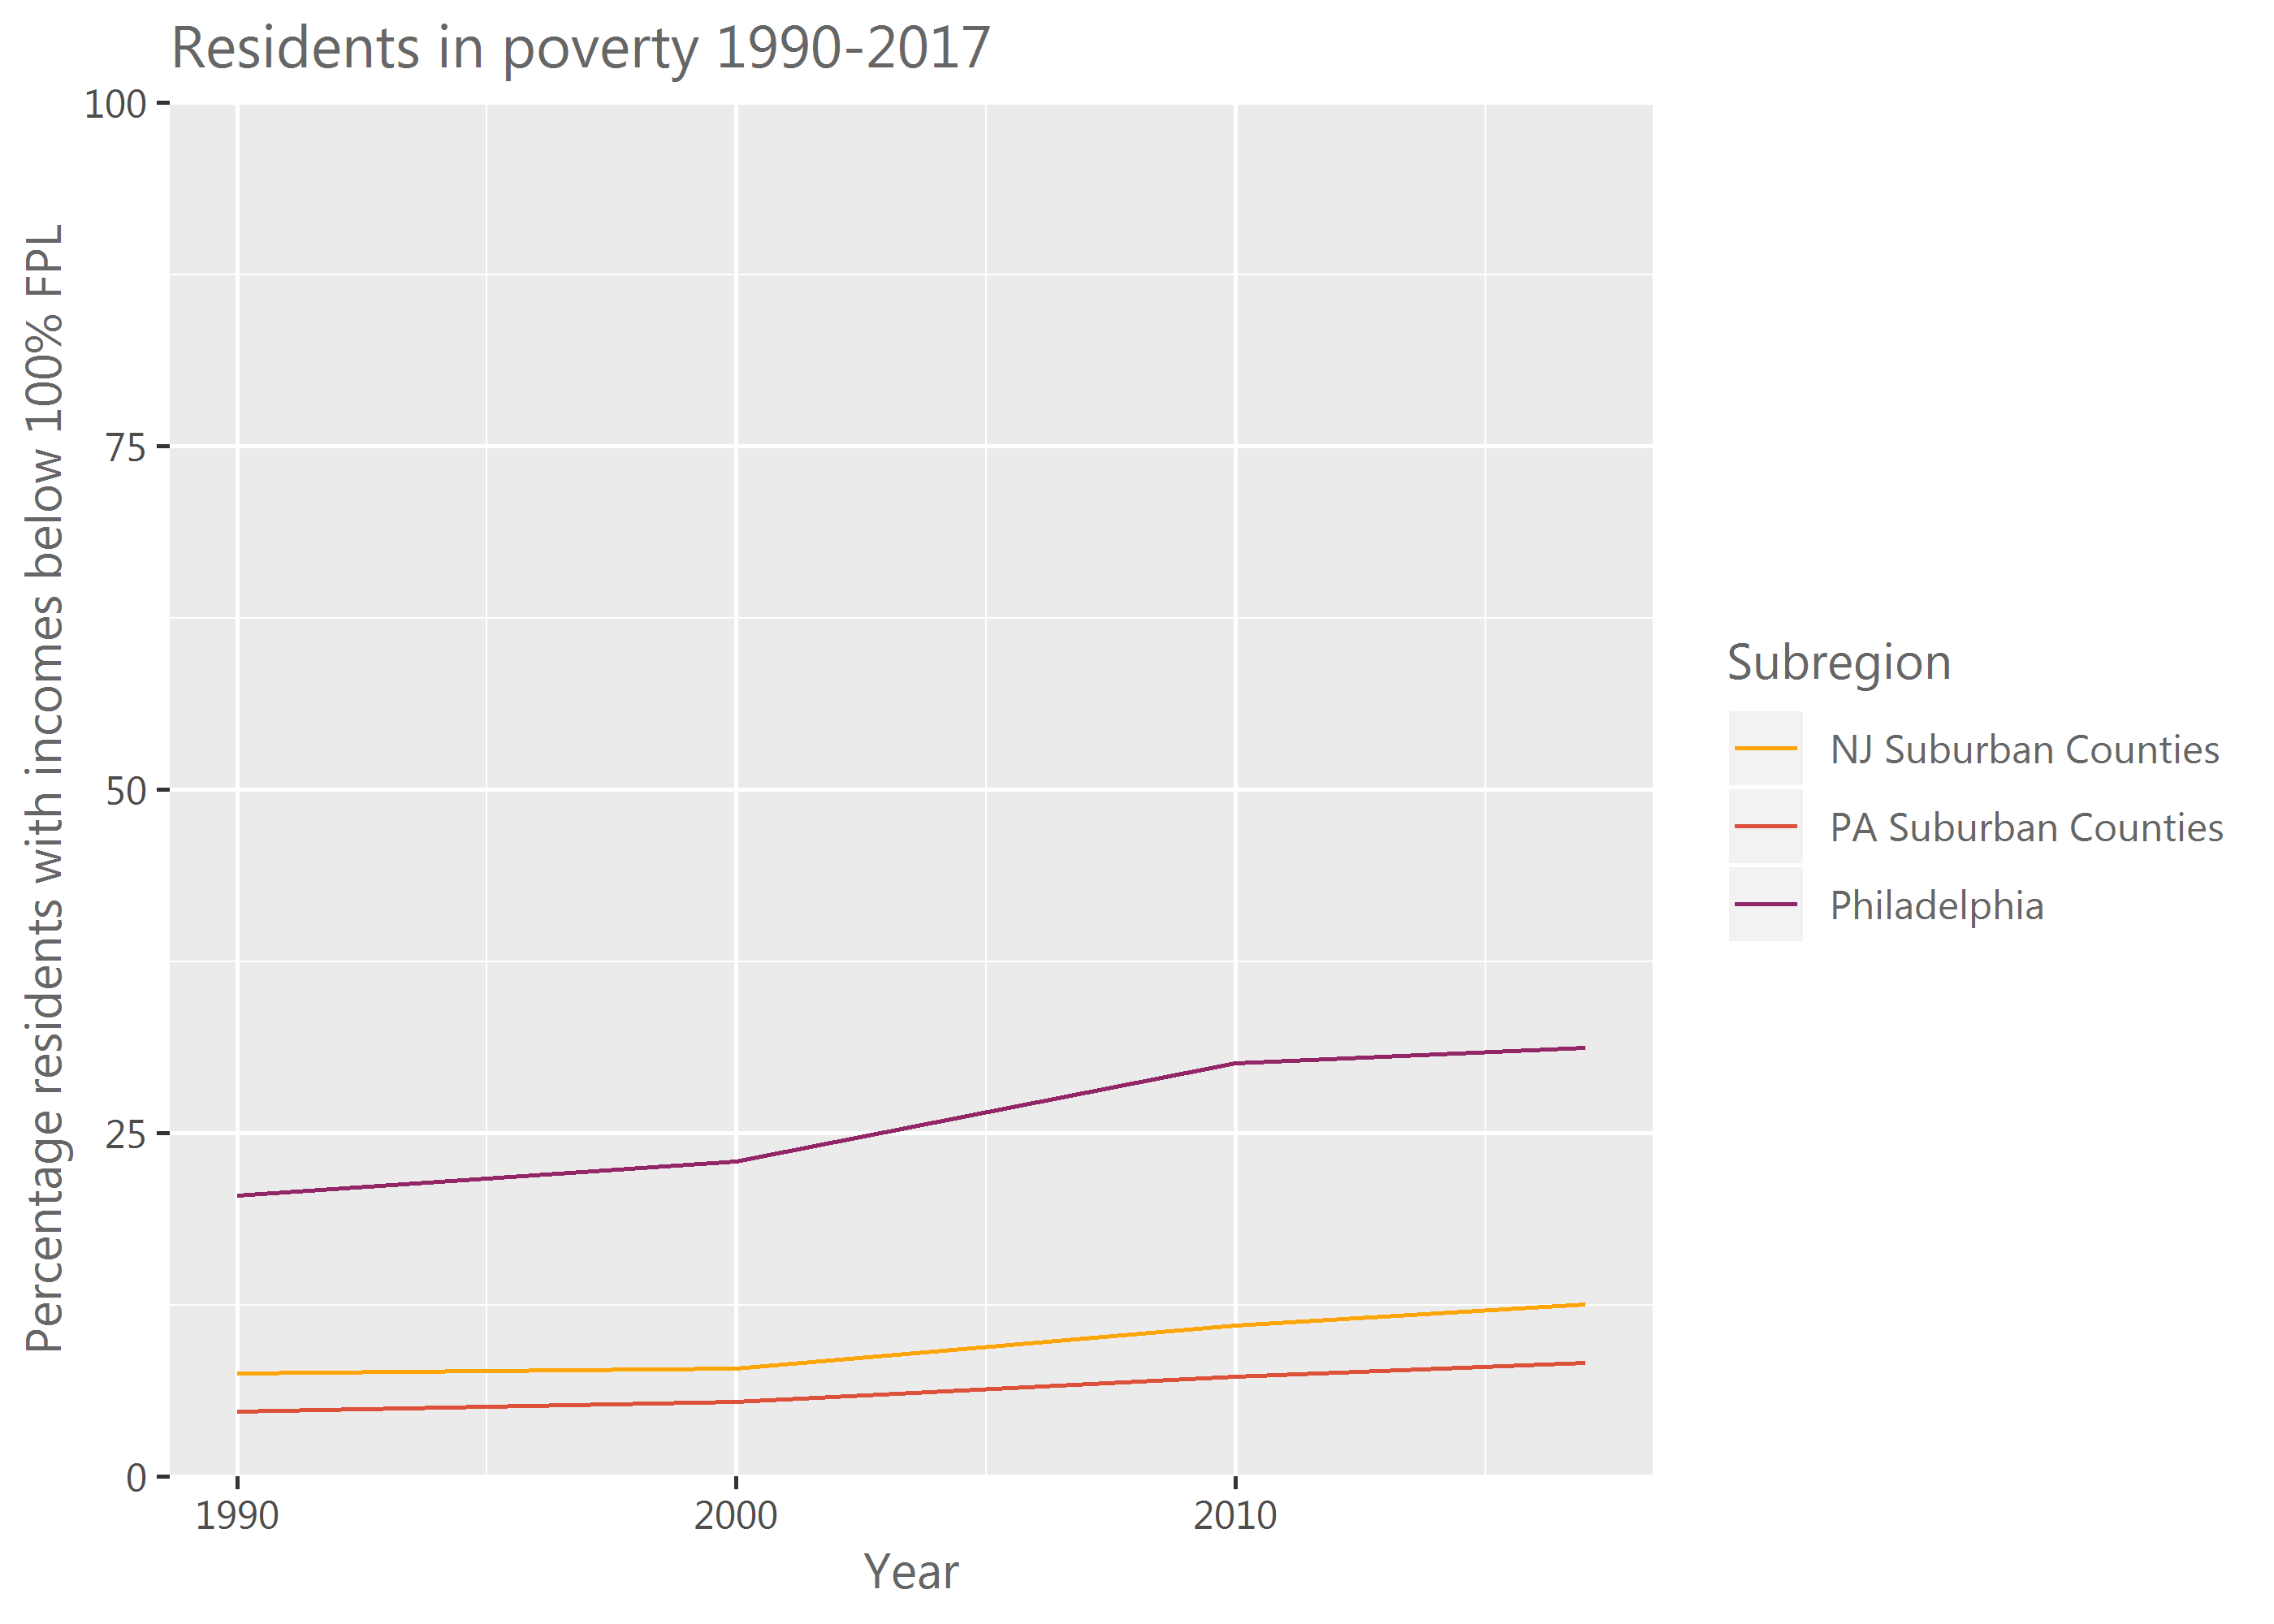 Residents in poverty 1990-2017
Percentage residents with incomes below 100% FPL
100
75
50
25
0
1990
2000
2010
Year
Subregion
NJ Suburban Counties
PA Suburban Counties
Philadelphia